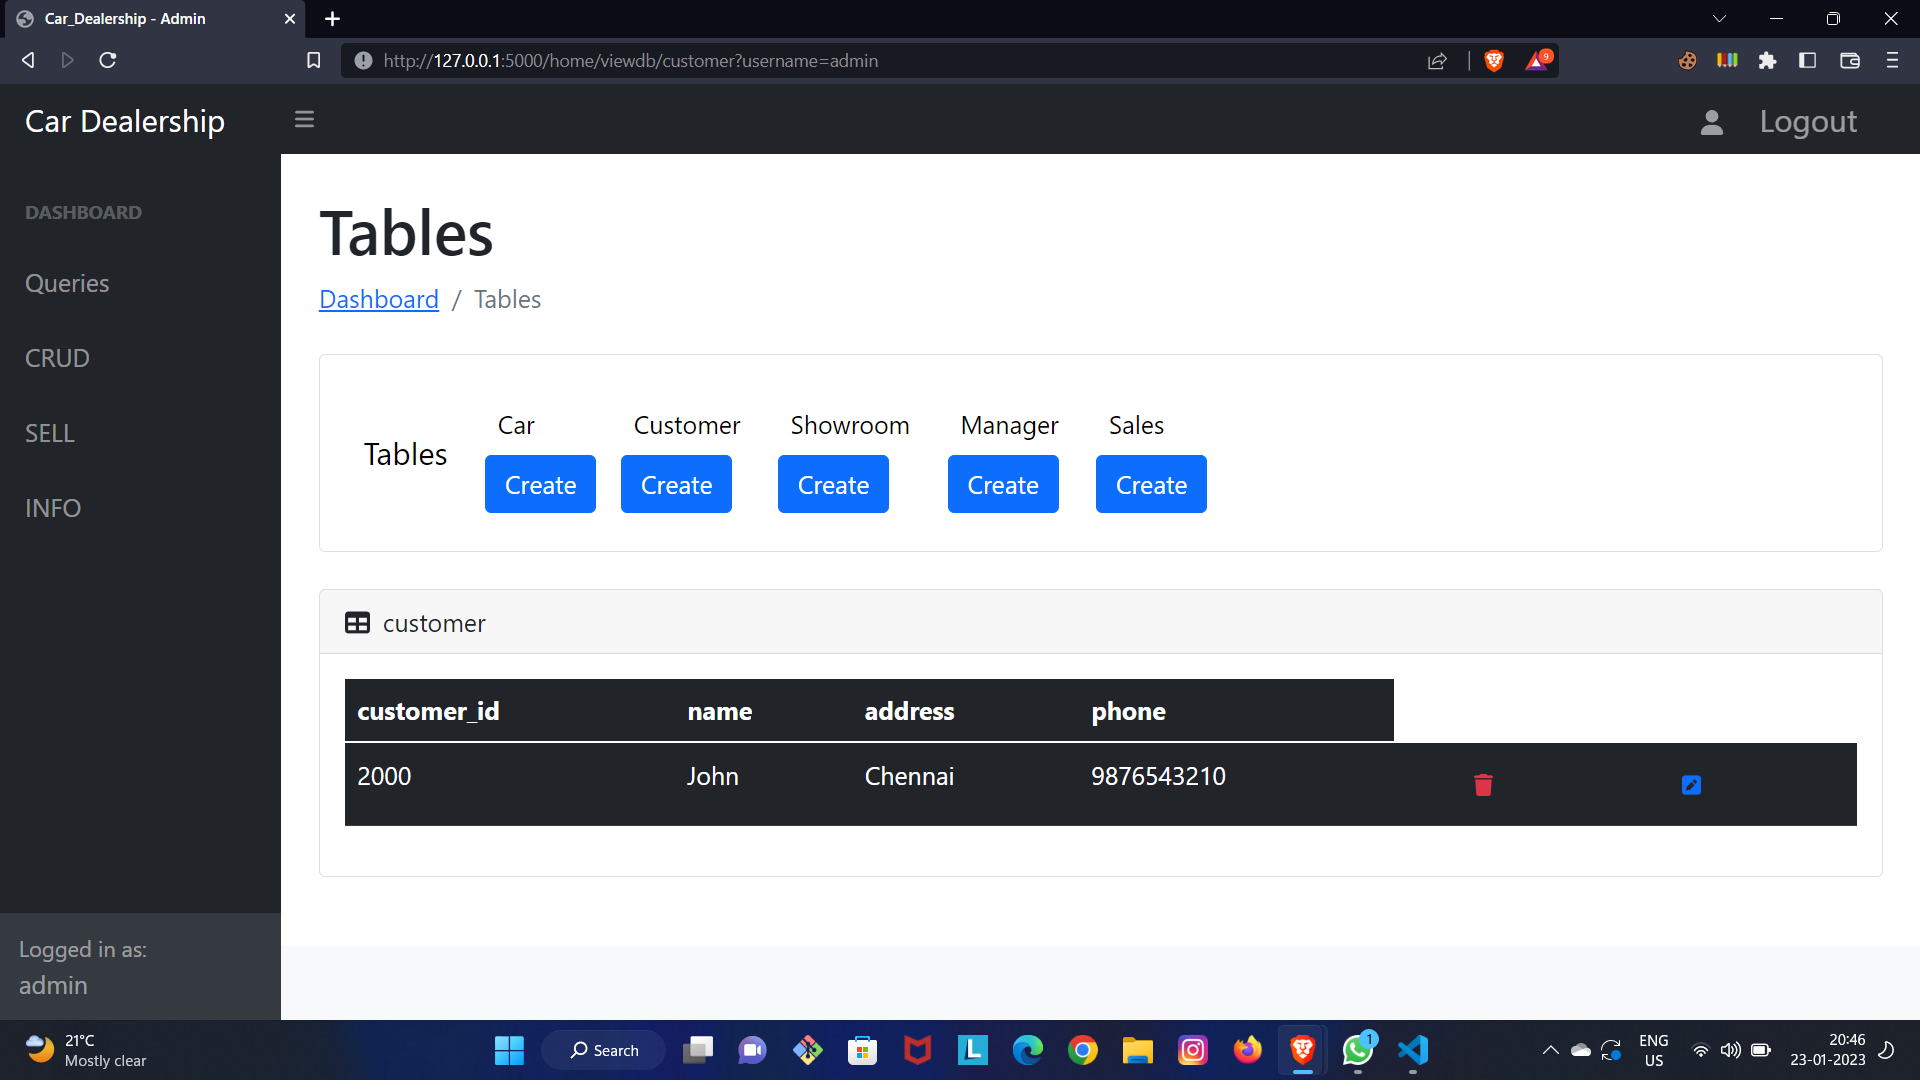 Car_Dealership - Admin
http://127.0.0.1:5000/home/viewdb/customer?username=admin
9
Car Dealership
Logout
DASHBOARD
Queries
CRUD
SELL
INFO
Logged in as:
admin
Tables
Dashboard / Tables
Tables
Car Customer Showroom Manager Sales
Create Create Create Create Create
customer
customer_id name address phone
2000 John Chennai 9876543210
21°C
Mostly clear
Search
L
1
ENG
US
20:46
23-01-2023